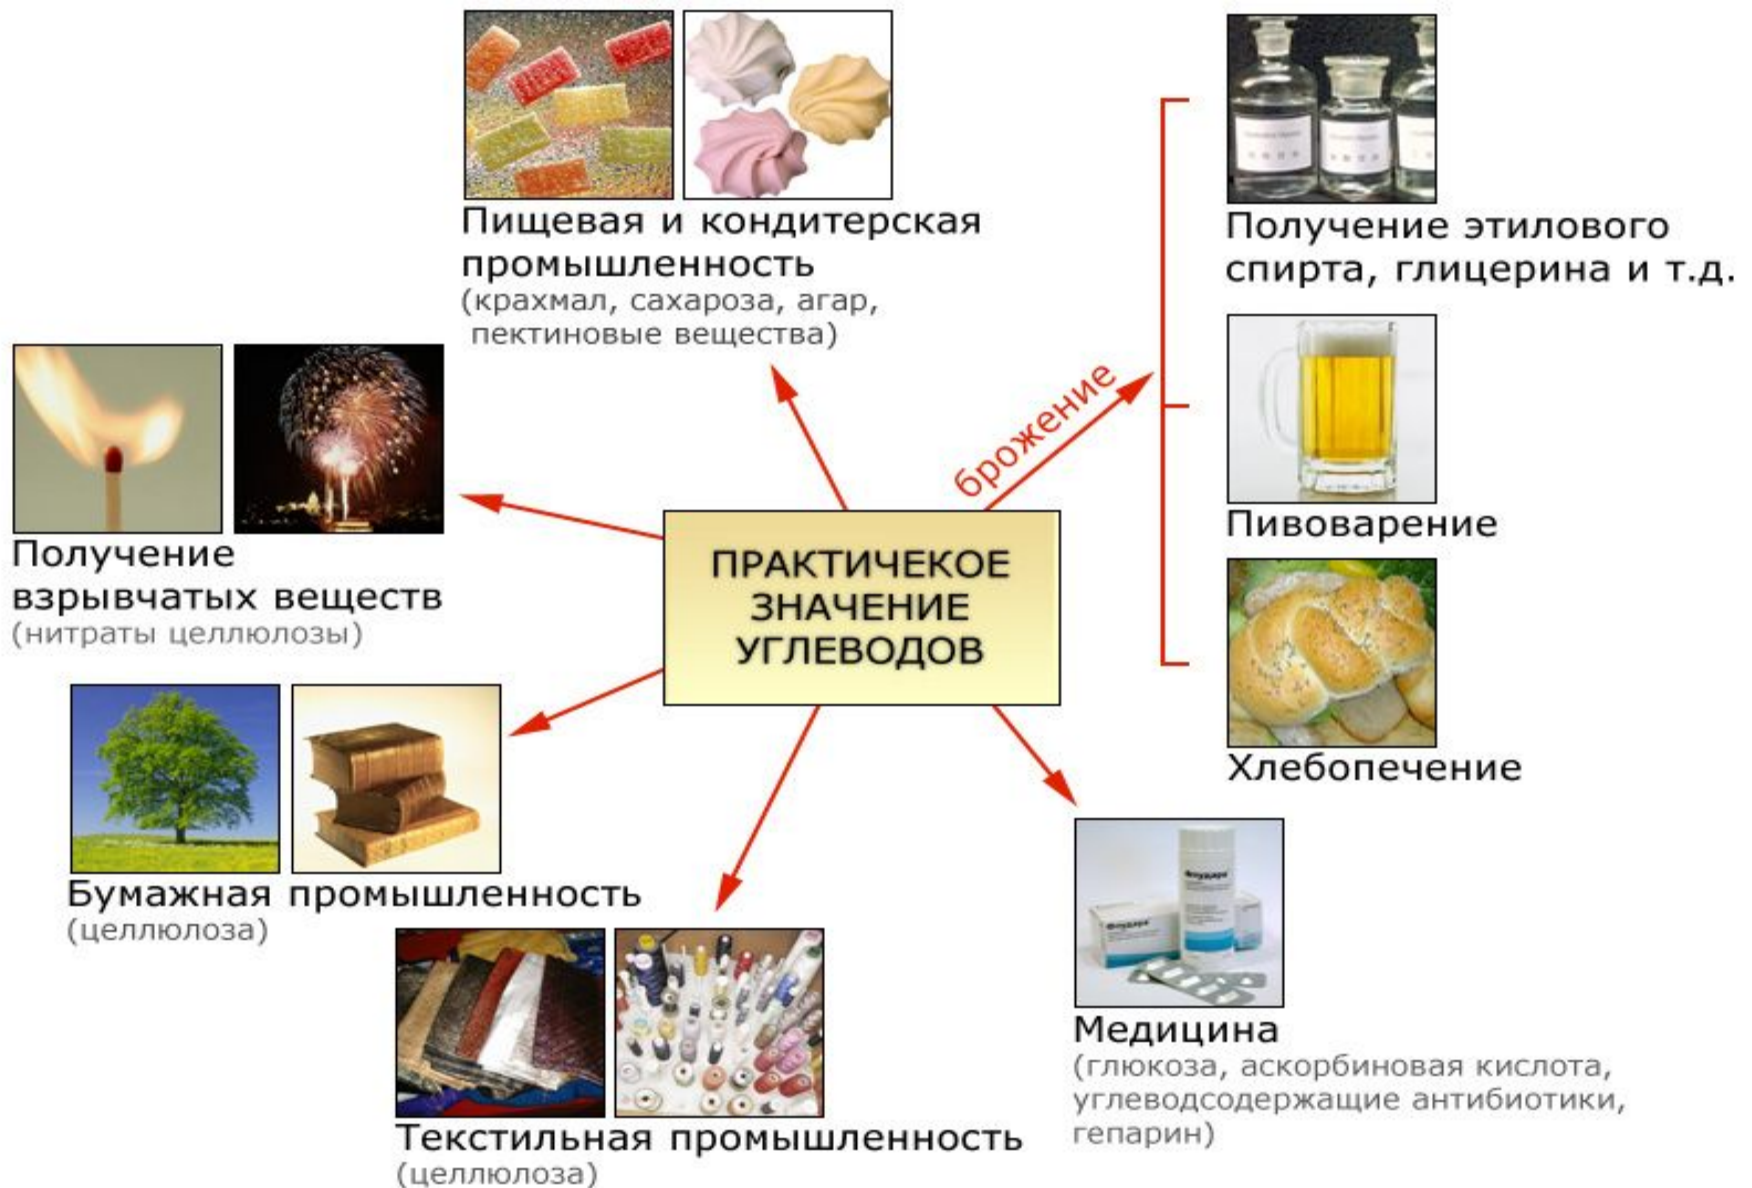 Пищевая и кондитерская
промышленность
(крахмал, сахароза, агар,
пектиновые вещества)
Получение этилового
спирта, глицерина и т.д.
брожение
Пивоварение
Хлебопечение
Получение
взрывчатых веществ
(нитраты целлюлозы)
ПРАКТИЧЕКОЕ
ЗНАЧЕНИЕ
УГЛЕВОДОВ
Бумажная промышленность
(целлюлоза)
Текстильная промышленность
(целлюлоза)
Медицина
(глюкоза, аскорбиновая кислота,
углеводсодержащие антибиотики,
гепарин)